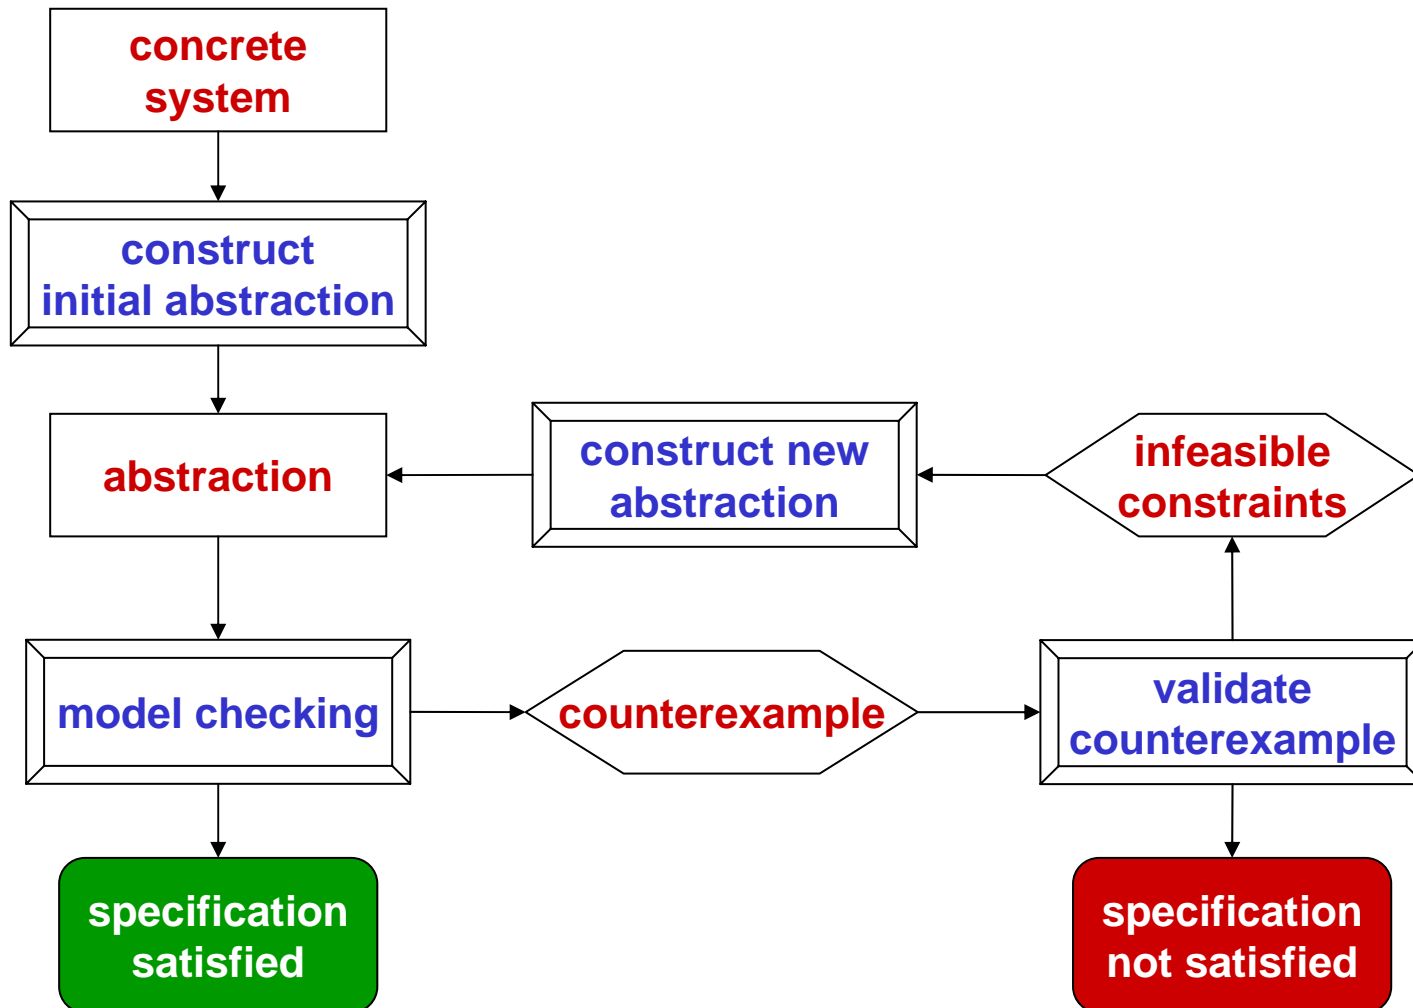 concrete
system
construct
initial abstraction
abstraction
construct new
abstraction
infeasible
constraints
model checking
counterexample
validate
counterexample
specification
satisfied
specification
not satisfied